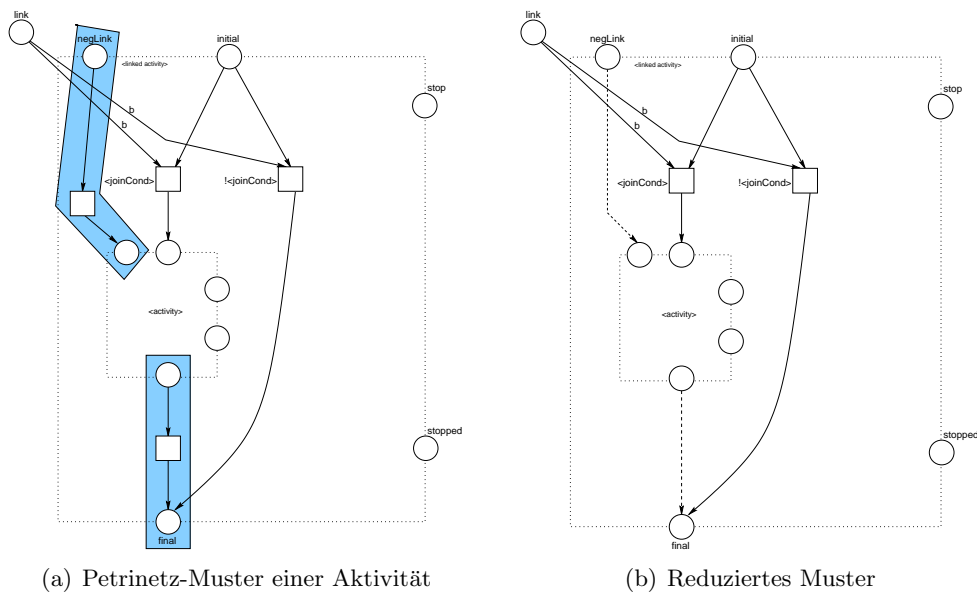 link
negLink
initial
<linked activity>
stop
b
b
<joinCond>
!<joinCond>
<activity>
stopped
final
(a) Petrinetz-Muster einer Aktivität
link
negLink
initial
<linked activity>
stop
b
b
<joinCond>
!<joinCond>
<activity>
stopped
final
(b) Reduziertes Muster